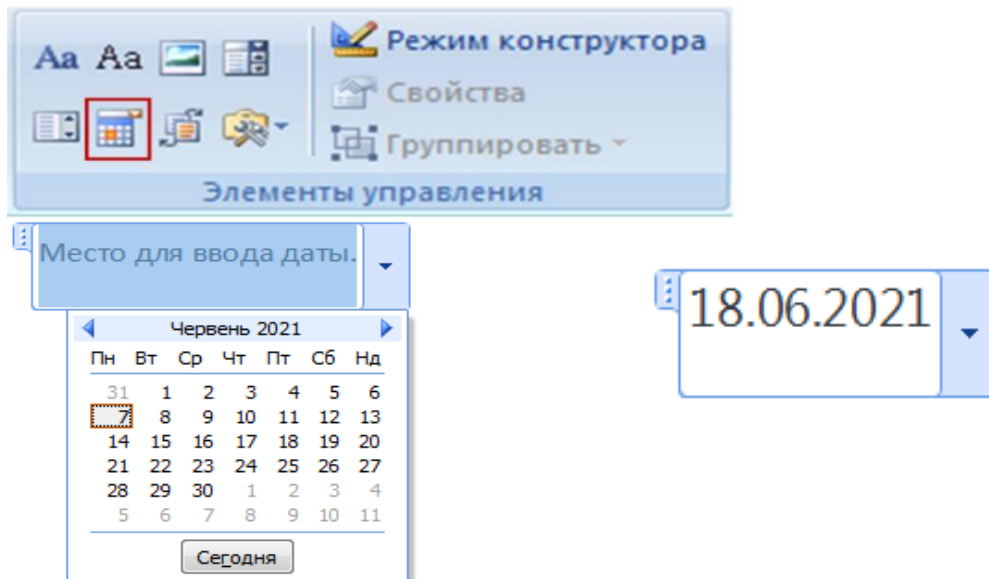 Aa Aa
Режим конструктора
Свойства
Группировать
Элементы управления
Место для ввода даты.
18.06.2021
Червень 2021
Пн Вт Ср Чт Пт Сб Нд
31 1 2 3 4 5 6
7 8 9 10 11 12 13
14 15 16 17 18 19 20
21 22 23 24 25 26 27
28 29 30 1 2 3 4
5 6 7 8 9 10 11
Сегодня